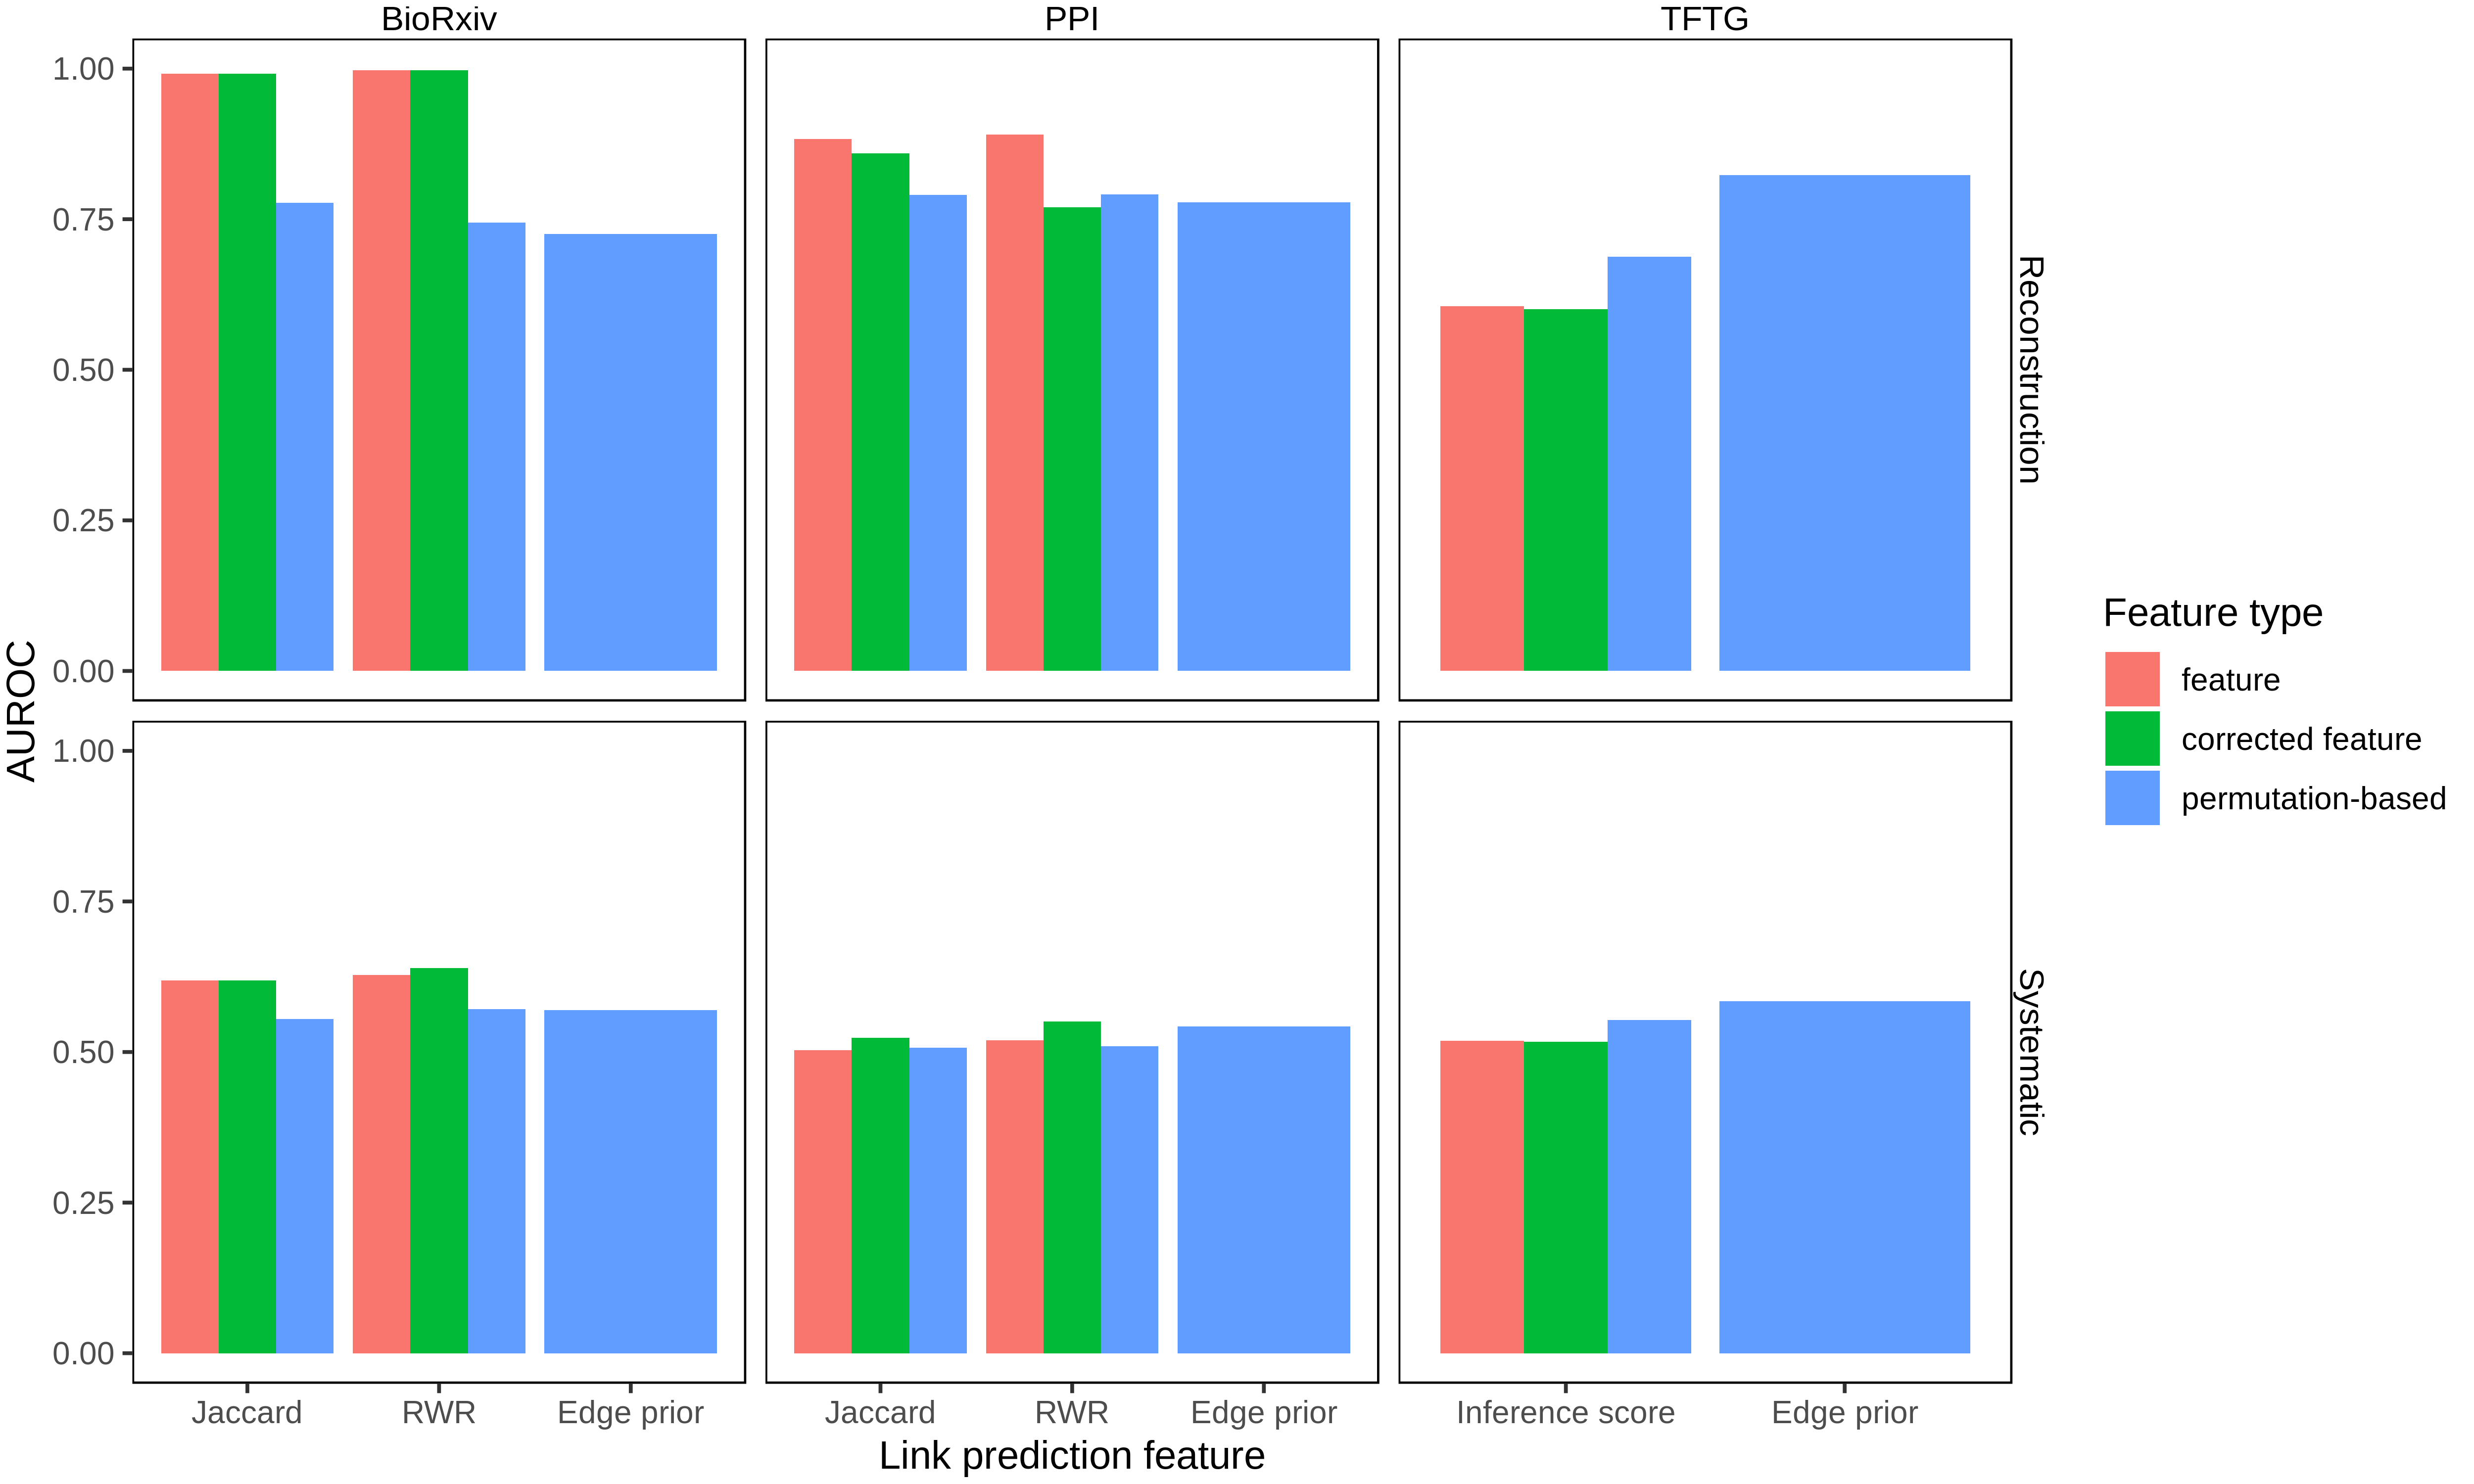 BioRxiv PPI TFTG
1.00
0.75
0.50
0.25
0.00
Reconstruction
1.00
0.75
0.50
0.25
0.00
Systematic
AUROC
Jaccard RWR Edge prior Jaccard RWR Edge prior Inference score Edge prior
Link prediction feature
Feature type
feature
corrected feature
permutation-based